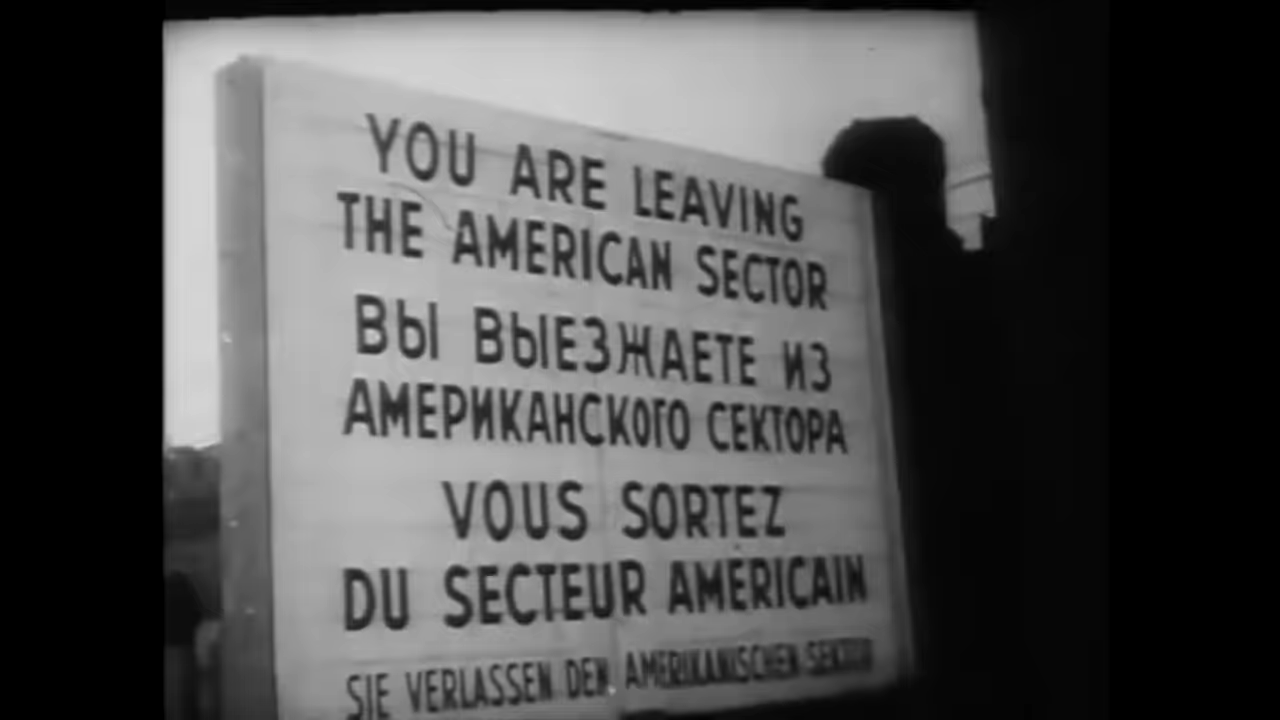 YOU ARE LEAVING
THE AMERICAN SECTOR
ВЫ ВЫЕЗЖАЕТЕ ИЗ
АМЕРИКАНСКОГО СЕКТОРА
VOUS SORTEZ
DU SECTEUR AMERICAIN
SIE VERLASSEN DEN AMERIKANISCHEN SEKTOR